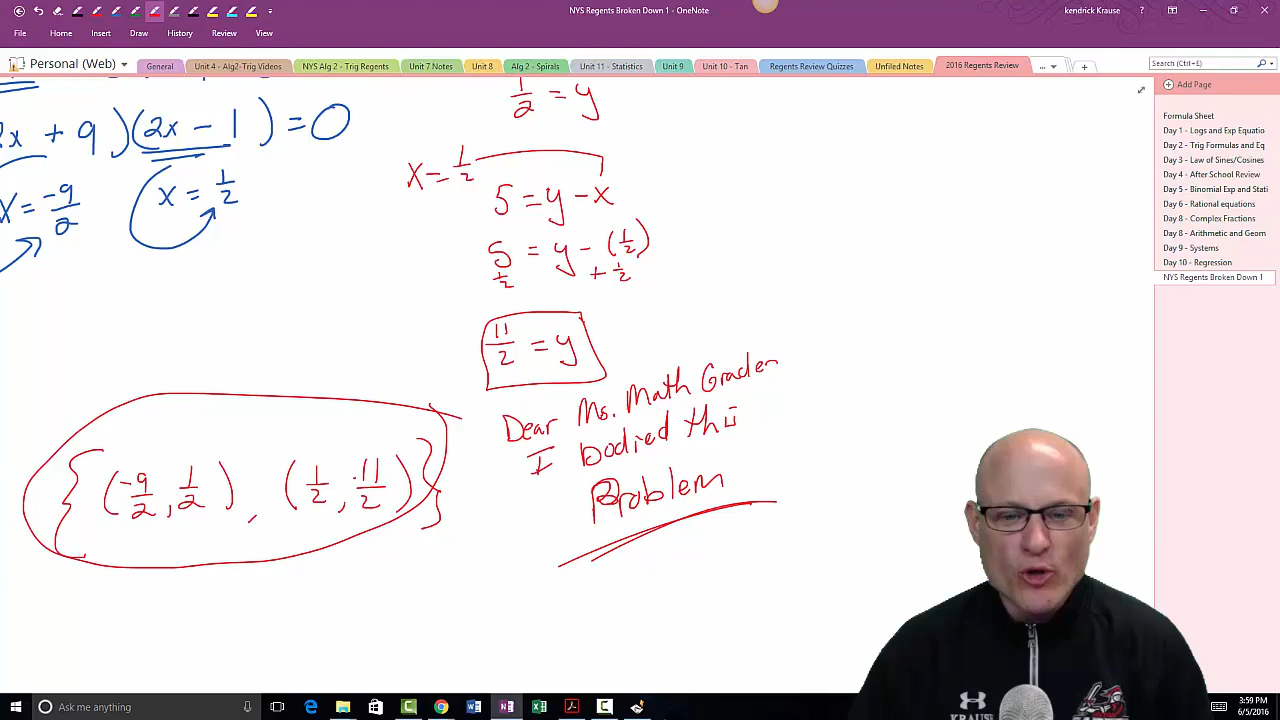 NYS Regents Broken Down 1 - OneNote
kendrick Krause
File Home Insert Draw History Review View
Personal (Web) General Unit 4 - Alg2-Trig Videos NYS Alg 2 - Trig Regents Unit 7 Notes Unit 8 Alg 2 - Spirals Unit 11 - Statistics Unit 9 Unit 10 - Tan Regents Review Quizzes Unfiled Notes 2016 Regents Review ... Search (Ctrl+E)
Add Page
Formula Sheet
Day 1 - Logs and Exp Equatio
Day 2 - Trig Formulas and Eq
Day 3 - Law of Sines/Cosines
Day 4 - After School Review
Day 5 - Binomial Exp and Stati
Day 6 - Rational equations
Day 8 - Complex Fractions
Day 8 - Arithmetic and Geom
Day 9 - Systems
Day 10 - Regression
NYS Regents Broken Down 1
x + 9 )(2x - 1) = 0
x = -9/2
x = 1/2
1/2 = y
x = 1/2
5 = y - x
5 = y - (1/2)
1/2 + 1/2
11/2 = y
{(-9/2, 1/2), (1/2, 11/2)}
Dear Ms. Math Grader
I bodied this
Problem
KRAUSE
Ask me anything
3:59 PM
6/5/2016